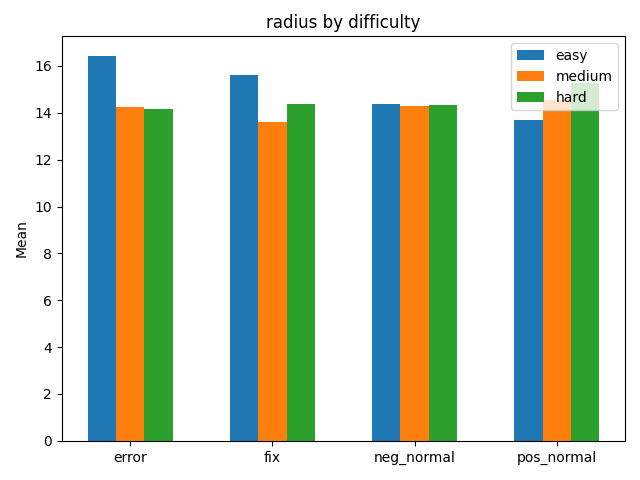 radius by difficulty
easy
medium
hard
Mean
16
14
12
10
8
6
4
2
0
error fix neg_normal pos_normal